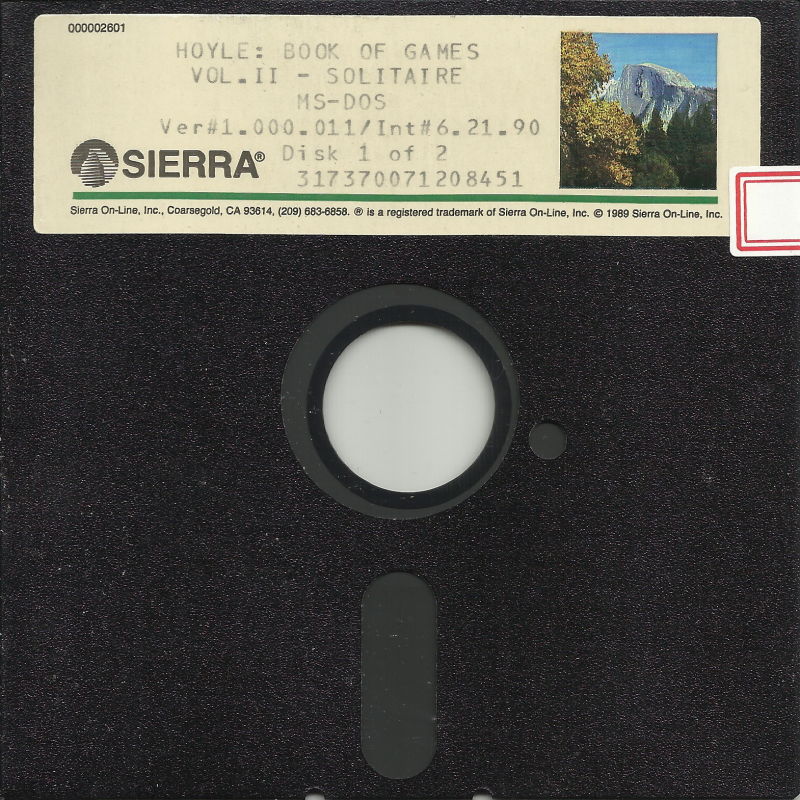 000002601
HOYLE: BOOK OF GAMES
VOL.II - SOLITAIRE
MS-DOS
Ver#1.000.011/Int#6.21.90
SIERRA® Disk 1 of 2
317370071208451
Sierra On-Line, Inc., Coarsegold, CA 93614, (209) 683-6858. ® is a registered trademark of Sierra On-Line, Inc. © 1989 Sierra On-Line, Inc.